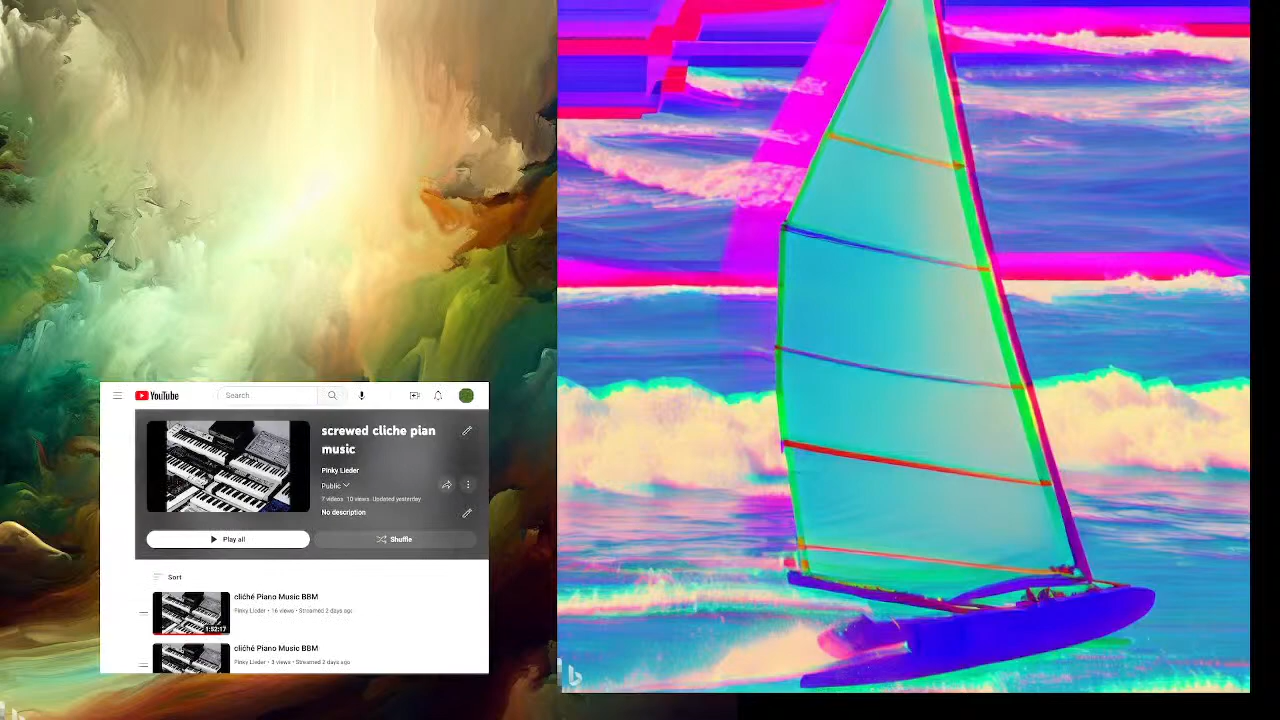 YouTube
Search
screwed cliche pian
music
Pinky Lieder
Public
7 videos 10 views Updated yesterday
No description
Play all
Shuffle
Sort
cliché Piano Music BBM
Pinky Lieder • 16 views • Streamed 2 days ago
1:52:17
cliché Piano Music BBM
Pinky Lieder • 3 views • Streamed 2 days ago